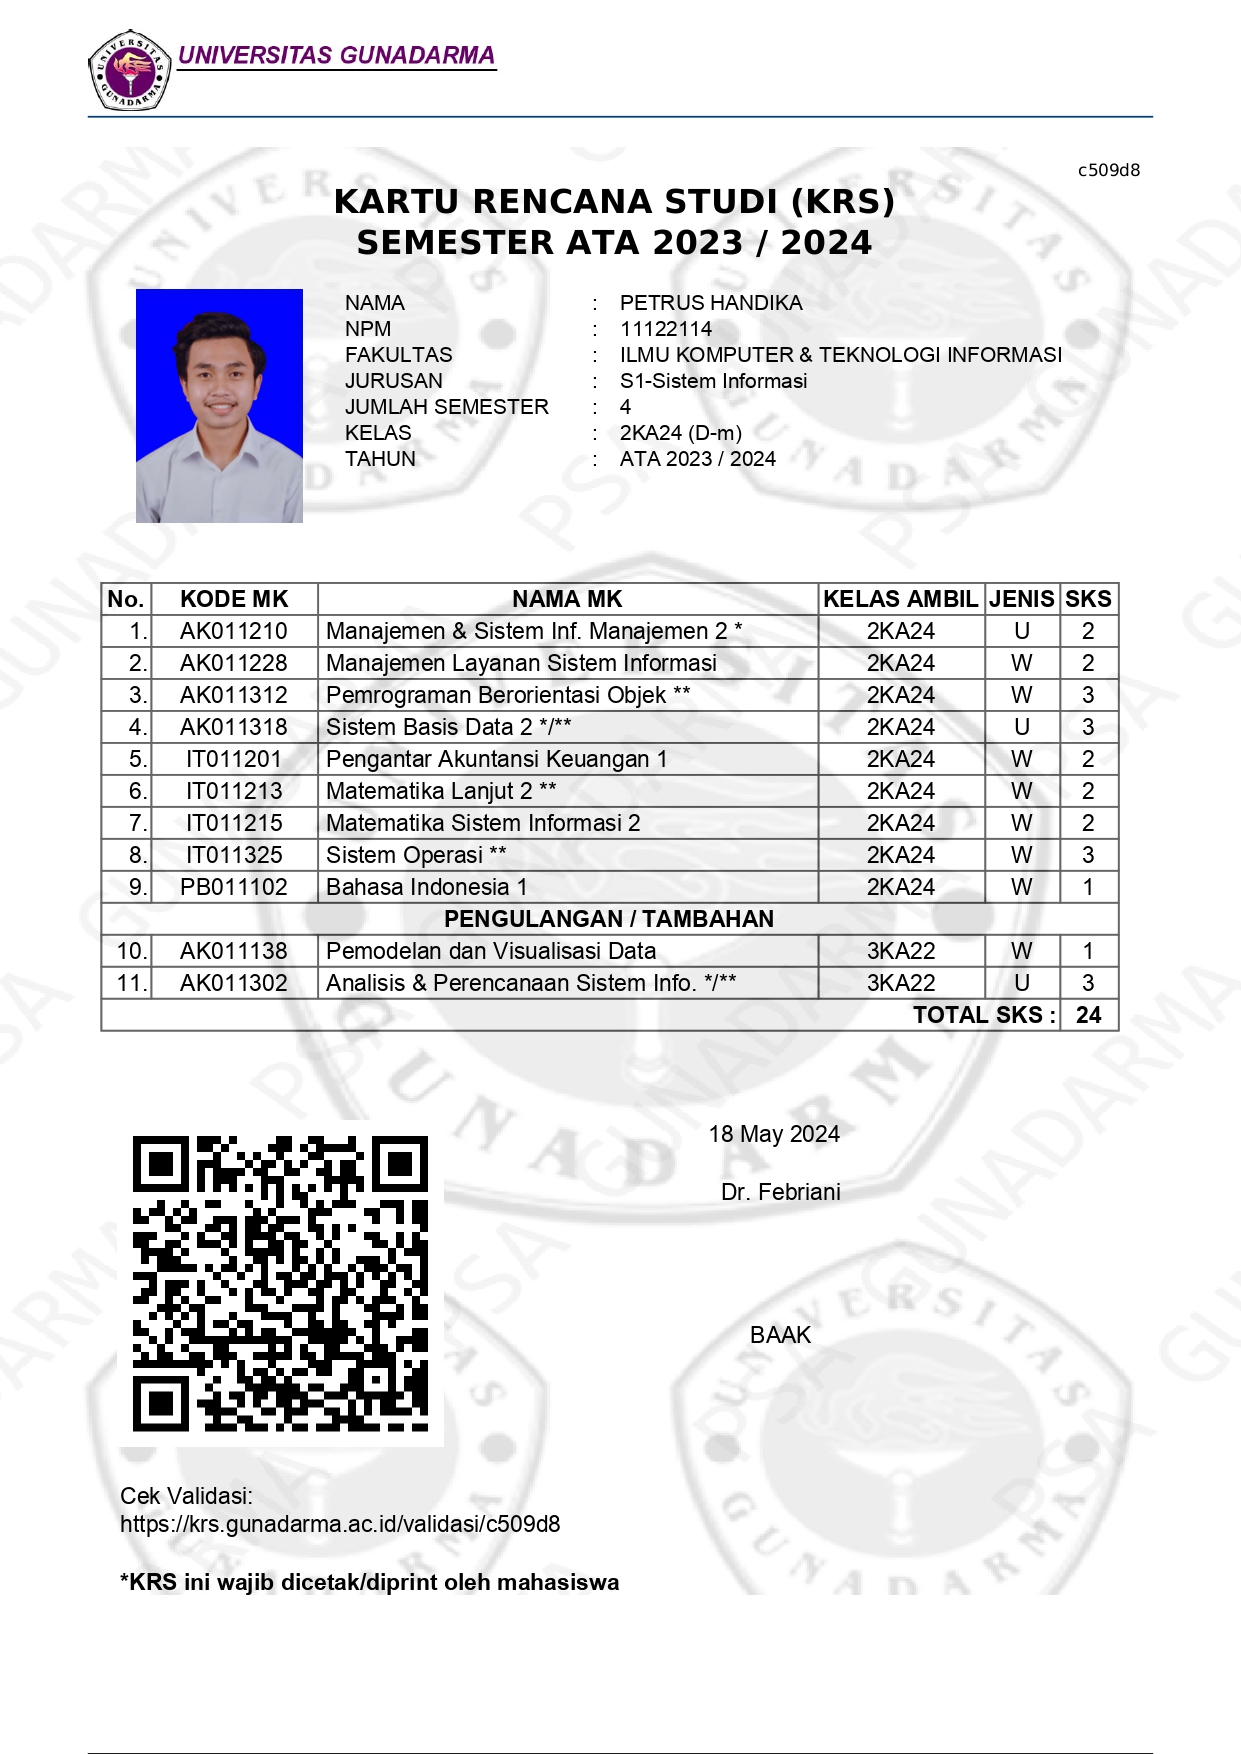 UNIVERSITAS GUNADARMA
c509d8
KARTU RENCANA STUDI (KRS)
SEMESTER ATA 2023 / 2024
NAMA : PETRUS HANDIKA
NPM : 11122114
FAKULTAS : ILMU KOMPUTER & TEKNOLOGI INFORMASI
JURUSAN : S1-Sistem Informasi
JUMLAH SEMESTER : 4
KELAS : 2KA24 (D-m)
TAHUN : ATA 2023 / 2024
No. KODE MK NAMA MK KELAS AMBIL JENIS SKS
1. AK011210 Manajemen & Sistem Inf. Manajemen 2 * 2KA24 U 2
2. AK011228 Manajemen Layanan Sistem Informasi 2KA24 W 2
3. AK011312 Pemrograman Berorientasi Objek ** 2KA24 W 3
4. AK011318 Sistem Basis Data 2 */** 2KA24 U 3
5. IT011201 Pengantar Akuntansi Keuangan 1 2KA24 W 2
6. IT011213 Matematika Lanjut 2 ** 2KA24 W 2
7. IT011215 Matematika Sistem Informasi 2 2KA24 W 2
8. IT011325 Sistem Operasi ** 2KA24 W 3
9. PB011102 Bahasa Indonesia 1 2KA24 W 1
PENGULANGAN / TAMBAHAN
10. AK011138 Pemodelan dan Visualisasi Data 3KA22 W 1
11. AK011302 Analisis & Perencanaan Sistem Info. */** 3KA22 U 3
TOTAL SKS : 24
18 May 2024
Dr. Febriani
BAAK
Cek Validasi:
https://krs.gunadarma.ac.id/validasi/c509d8
*KRS ini wajib dicetak/diprint oleh mahasiswa